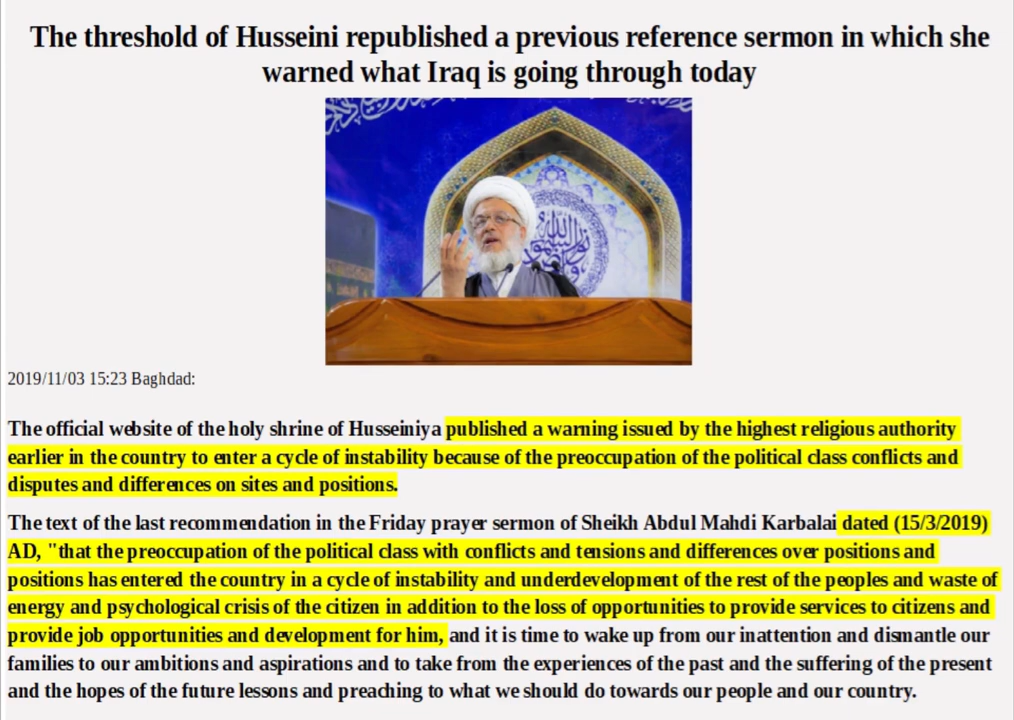 The threshold of Husseini republished a previous reference sermon in which she
warned what Iraq is going through today
2019/11/03 15:23 Baghdad:
The official website of the holy shrine of Husseiniya published a warning issued by the highest religious authority
earlier in the country to enter a cycle of instability because of the preoccupation of the political class conflicts and
disputes and differences on sites and positions.
The text of the last recommendation in the Friday prayer sermon of Sheikh Abdul Mahdi Karbalai dated (15/3/2019)
AD, "that the preoccupation of the political class with conflicts and tensions and differences over positions and
positions has entered the country in a cycle of instability and underdevelopment of the rest of the peoples and waste of
energy and psychological crisis of the citizen in addition to the loss of opportunities to provide services to citizens and
provide job opportunities and development for him, and it is time to wake up from our inattention and dismantle our
families to our ambitions and aspirations and to take from the experiences of the past and the suffering of the present
and the hopes of the future lessons and preaching to what we should do towards our people and our country.